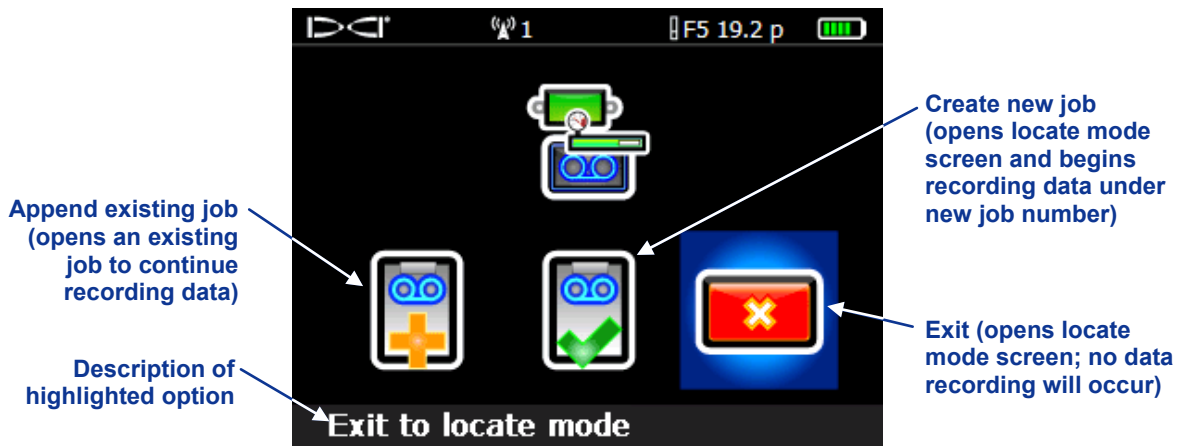 DCI
1
F5 19.2 p
Create new job
(opens locate mode
screen and begins
recording data under
new job number)
Append existing job
(opens an existing
job to continue
recording data)
Exit (opens locate
mode screen; no data
recording will occur)
Description of
highlighted option
Exit to locate mode